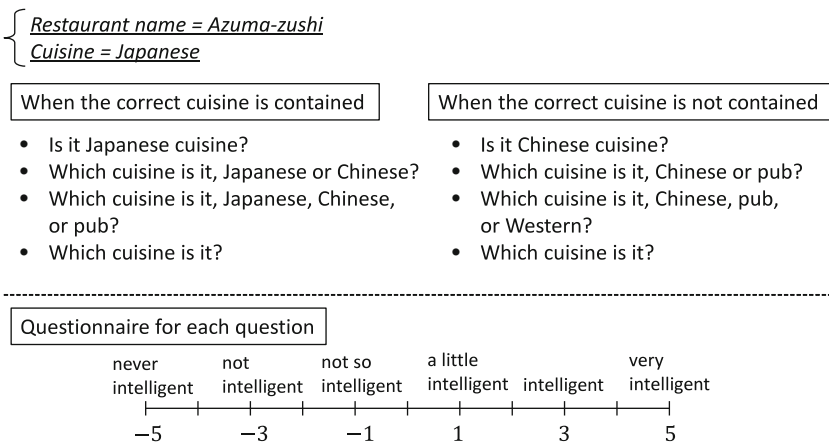 Restaurant name = Azuma-zushi
Cuisine = Japanese
When the correct cuisine is contained
• Is it Japanese cuisine?
• Which cuisine is it, Japanese or Chinese?
• Which cuisine is it, Japanese, Chinese,
or pub?
• Which cuisine is it?
When the correct cuisine is not contained
• Is it Chinese cuisine?
• Which cuisine is it, Chinese or pub?
• Which cuisine is it, Chinese, pub,
or Western?
• Which cuisine is it?
Questionnaire for each question
never intelligent
not intelligent
not so intelligent
a little intelligent
intelligent
very intelligent
−5 −3 −1 1 3 5